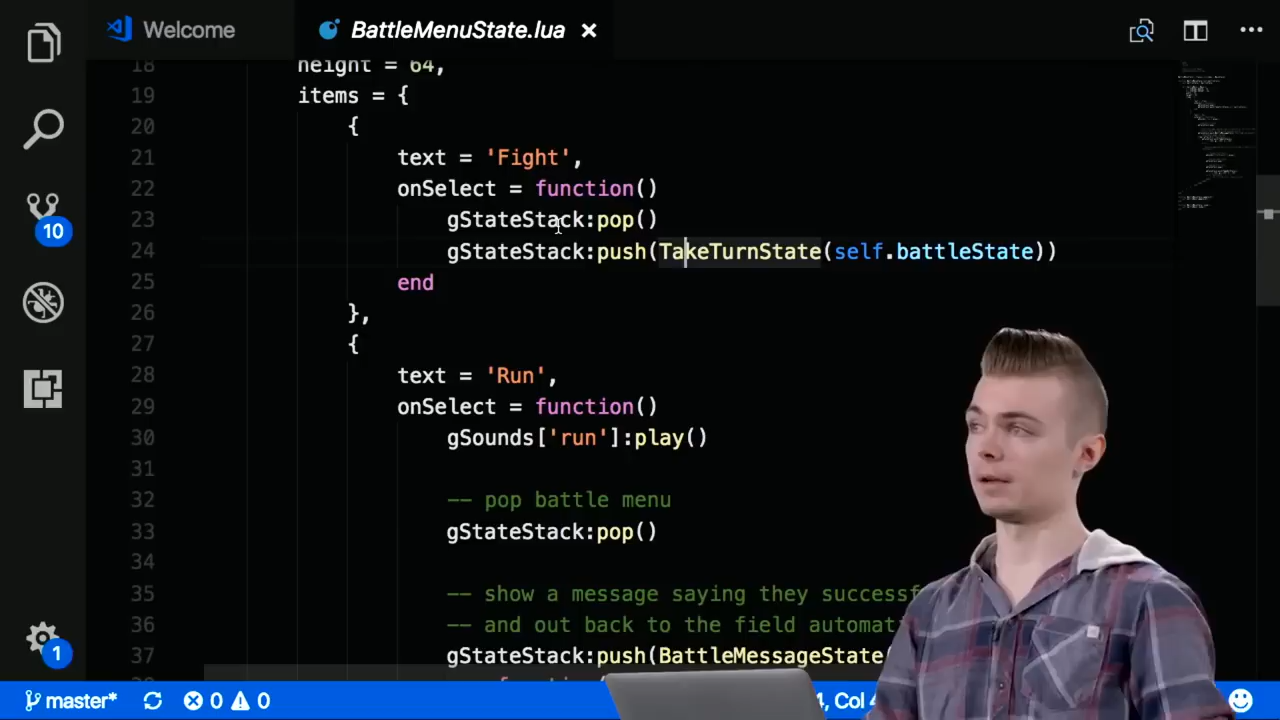 Welcome
BattleMenuState.lua
18 height = 64,
19 items = {
20 {
21 text = 'Fight',
22 onSelect = function()
23 gStateStack:pop()
24 gStateStack:push(TakeTurnState(self.battleState))
25 end
26 },
27 {
28 text = 'Run',
29 onSelect = function()
30 gSounds['run']:play()
31
32 -- pop battle menu
33 gStateStack:pop()
34
35 -- show a message saying they
36 -- and out back to the field
37 gStateStack:push(BattleMessageState(
10
1
master* 0 0